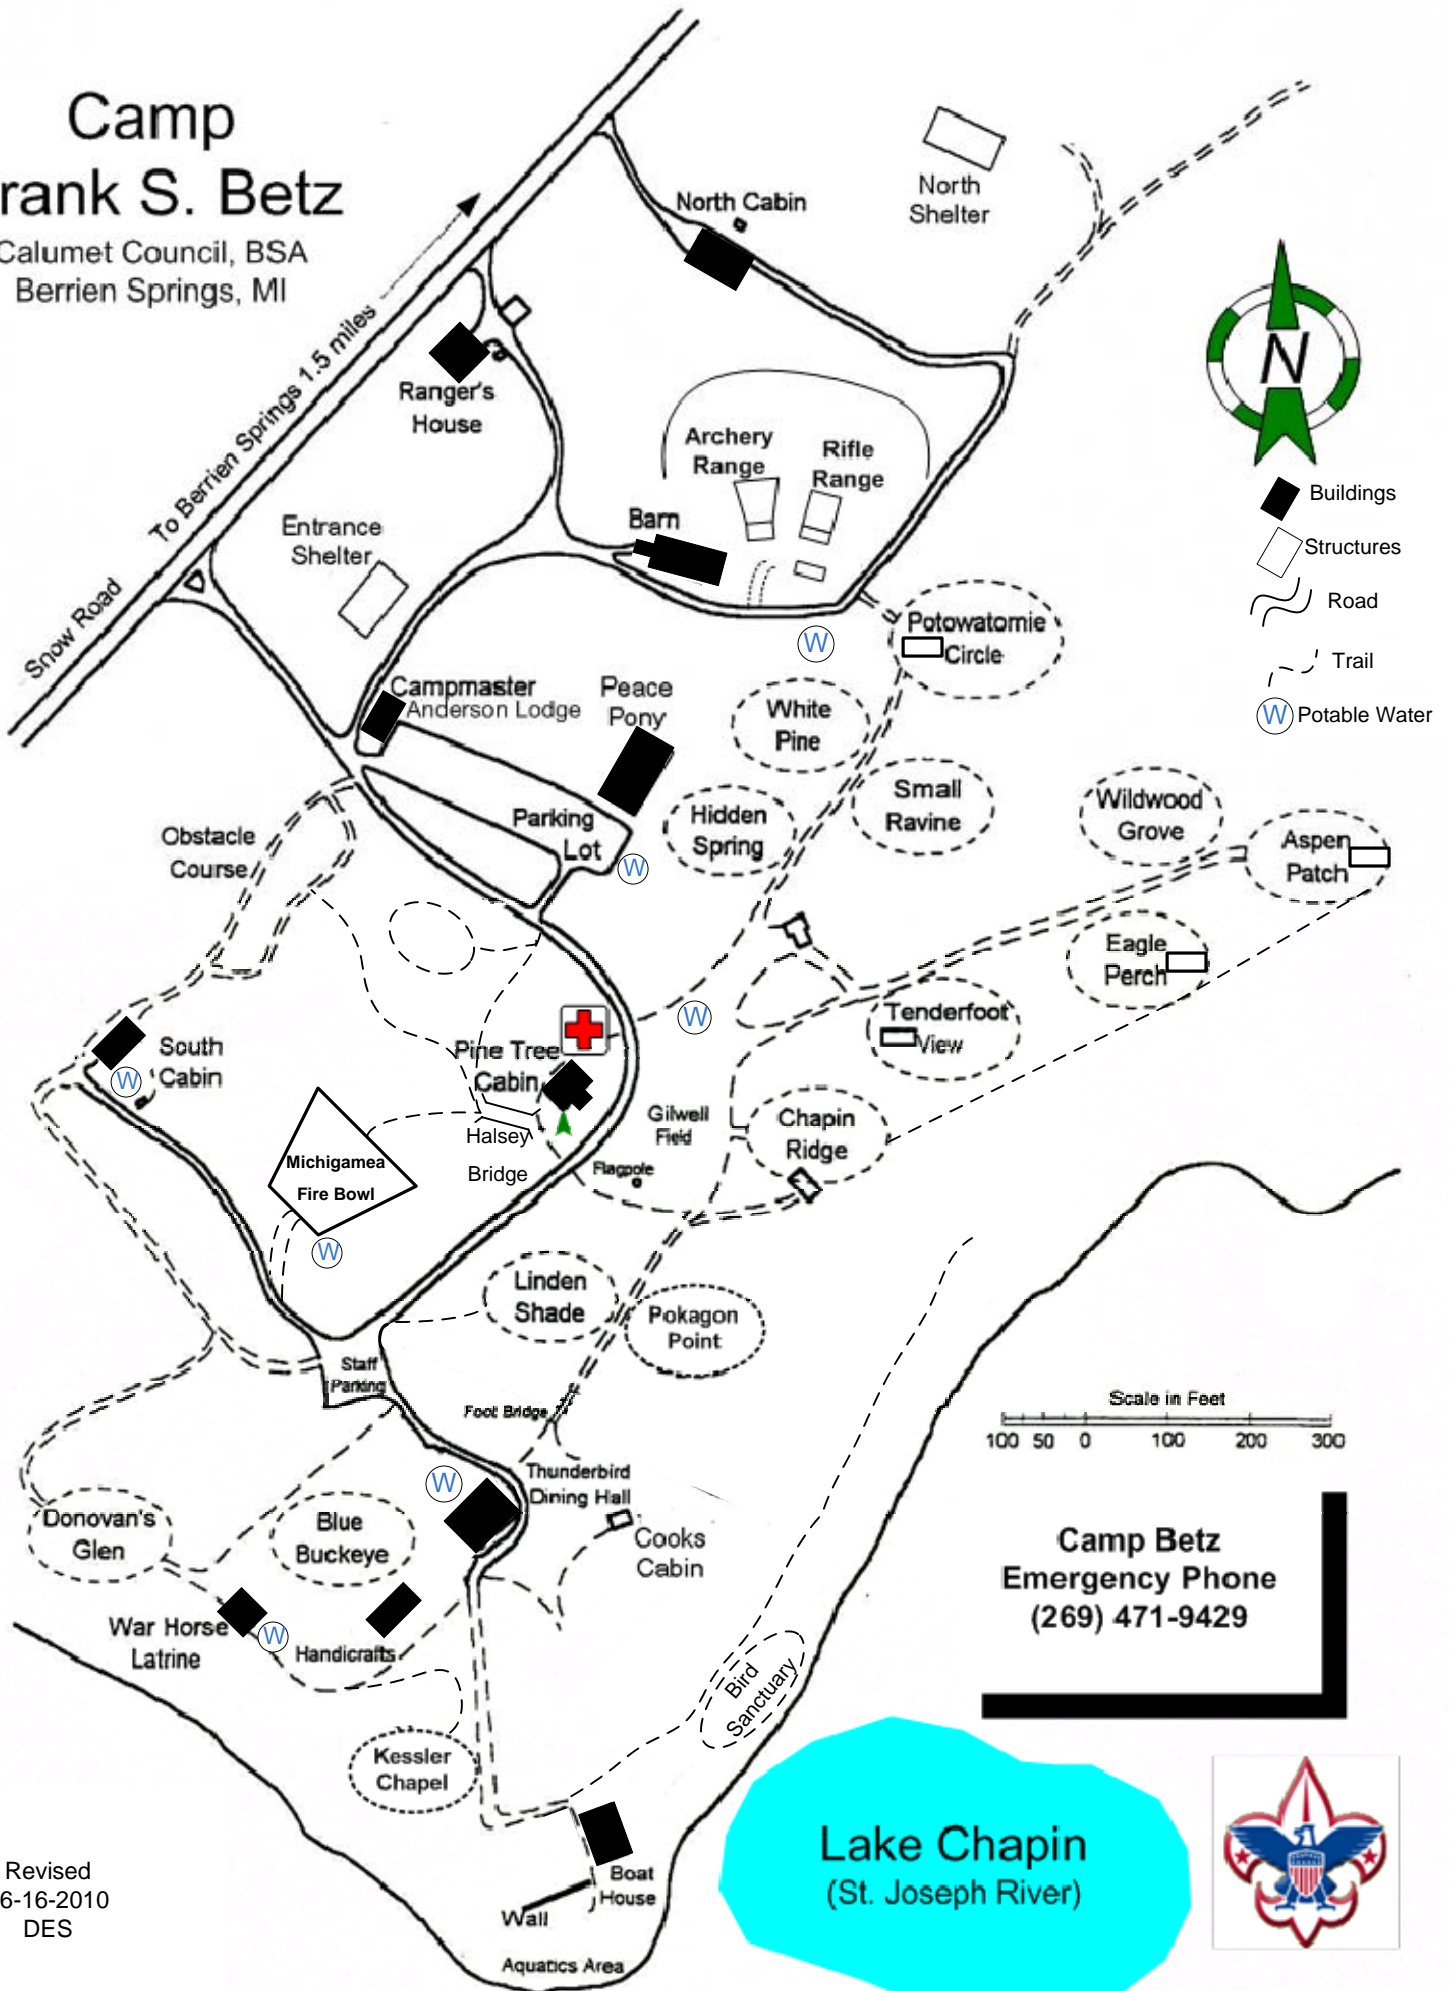 Camp
rank S. Betz
Calumet Council, BSA
Berrien Springs, MI
To Berrien Springs 1.5 miles
Snow Road
North Cabin
North
Shelter
N
Ranger's
House
Archery
Range
Rifle
Range
Barn
Entrance
Shelter
Buildings
Structures
Road
Trail
W Potable Water
Potowatomie
Circle
W
Campmaster
Anderson Lodge
Peace
Pony
White
Pine
Small
Ravine
Hidden
Spring
Wildwood
Grove
Aspen
Patch
Parking
Lot
W
Obstacle
Course
Eagle
Perch
Tenderfoot
View
W
South
Cabin
W
Pine Tree
Cabin
Gilwell
Field
Chapin
Ridge
Halsey
Bridge
Flagpole
Michigamea
Fire Bowl
W
Linden
Shade
Pokagon
Point
Staff
Parking
Foot Bridge
Scale in Feet
100 50 0 100 200 300
W
Thunderbird
Dining Hall
Cooks
Cabin
Donovan's
Glen
Blue
Buckeye
Camp Betz
Emergency Phone
(269) 471-9429
War Horse
Latrine
W
Handicrafts
Bird
Sanctuary
Kessler
Chapel
Boat
House
Wall
Aquatics Area
Lake Chapin
(St. Joseph River)
Revised
6-16-2010
DES